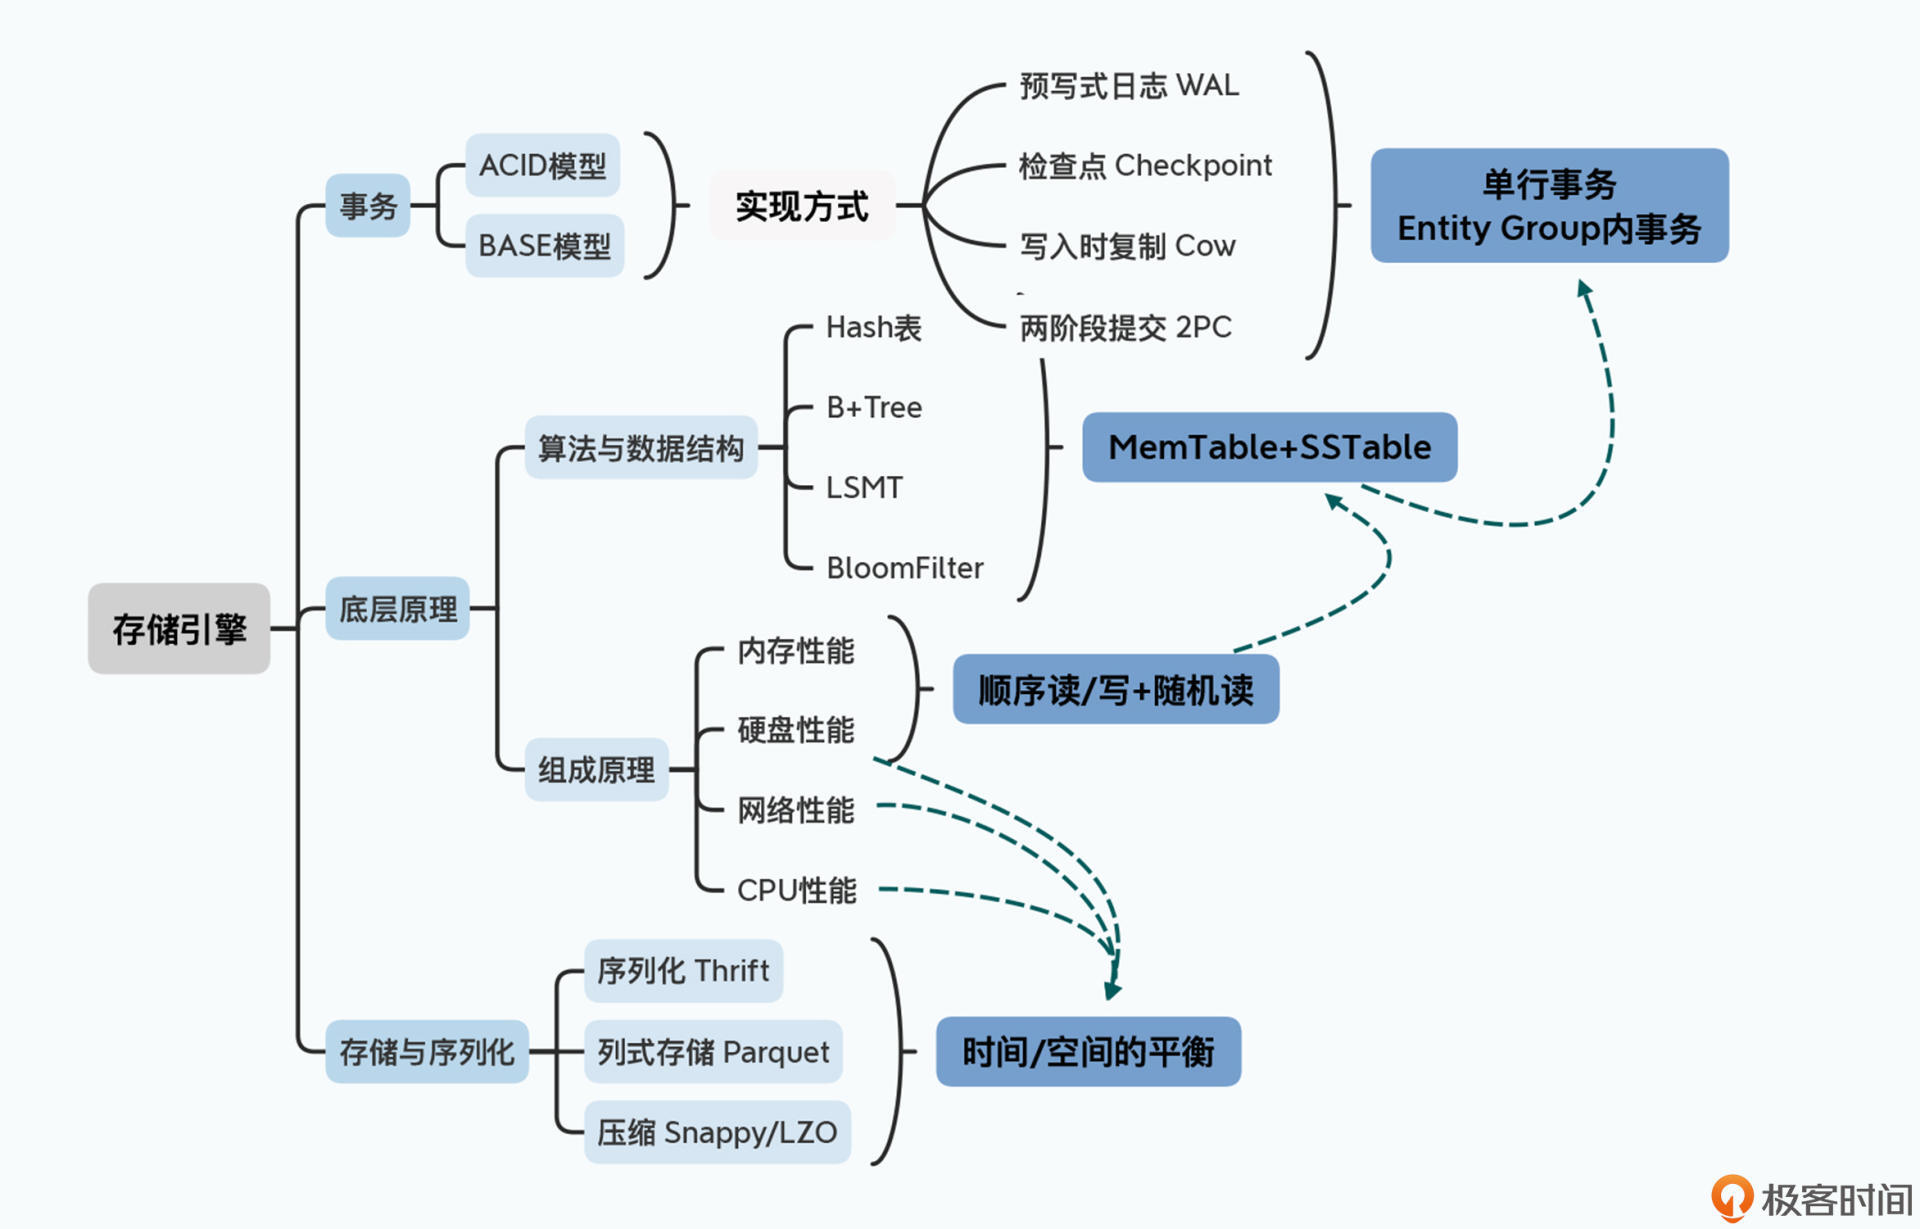 存储引擎
事务
ACID模型
BASE模型
实现方式
预写式日志 WAL
检查点 Checkpoint
写入时复制 Cow
两阶段提交 2PC
单行事务
Entity Group内事务
底层原理
算法与数据结构
Hash表
B+Tree
LSMT
BloomFilter
MemTable+SSTable
组成原理
内存性能
硬盘性能
网络性能
CPU性能
顺序读/写+随机读
存储与序列化
序列化 Thrift
列式存储 Parquet
压缩 Snappy/LZO
时间/空间的平衡
极客时间